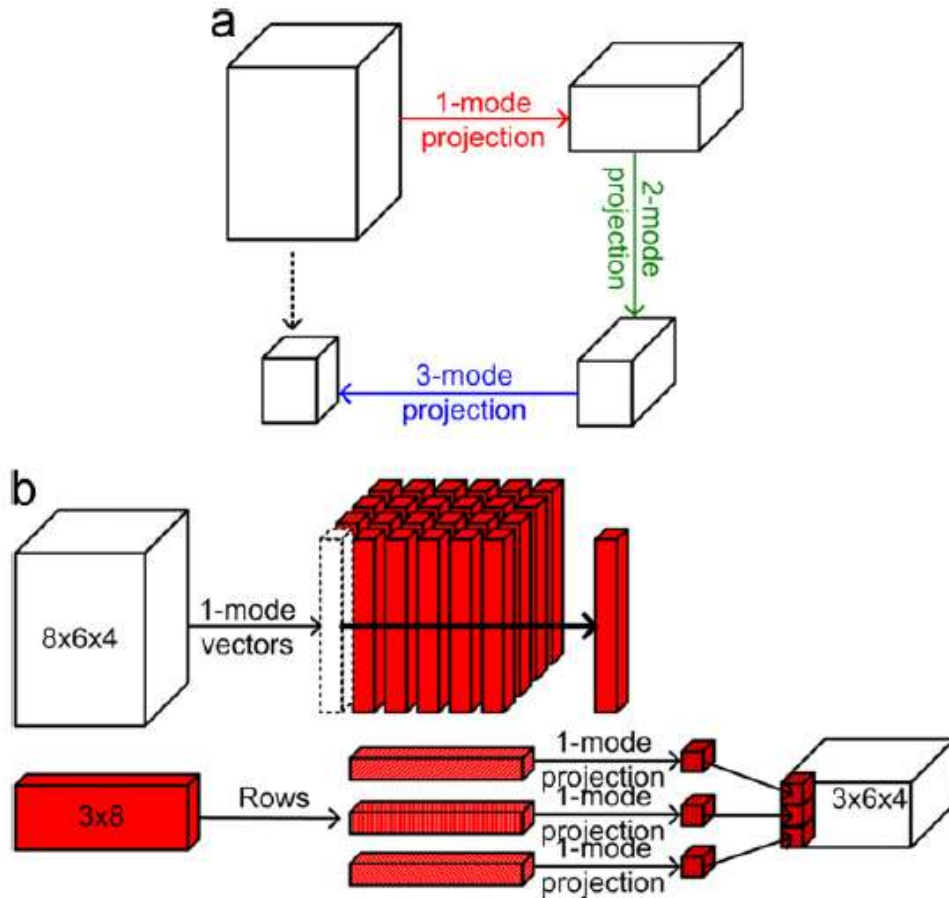 a
1-mode
projection
2-mode
projection
3-mode
projection
b
8x6x4
1-mode
vectors
3x8
Rows
1-mode
projection
1-mode
projection
1-mode
projection
3x6x4